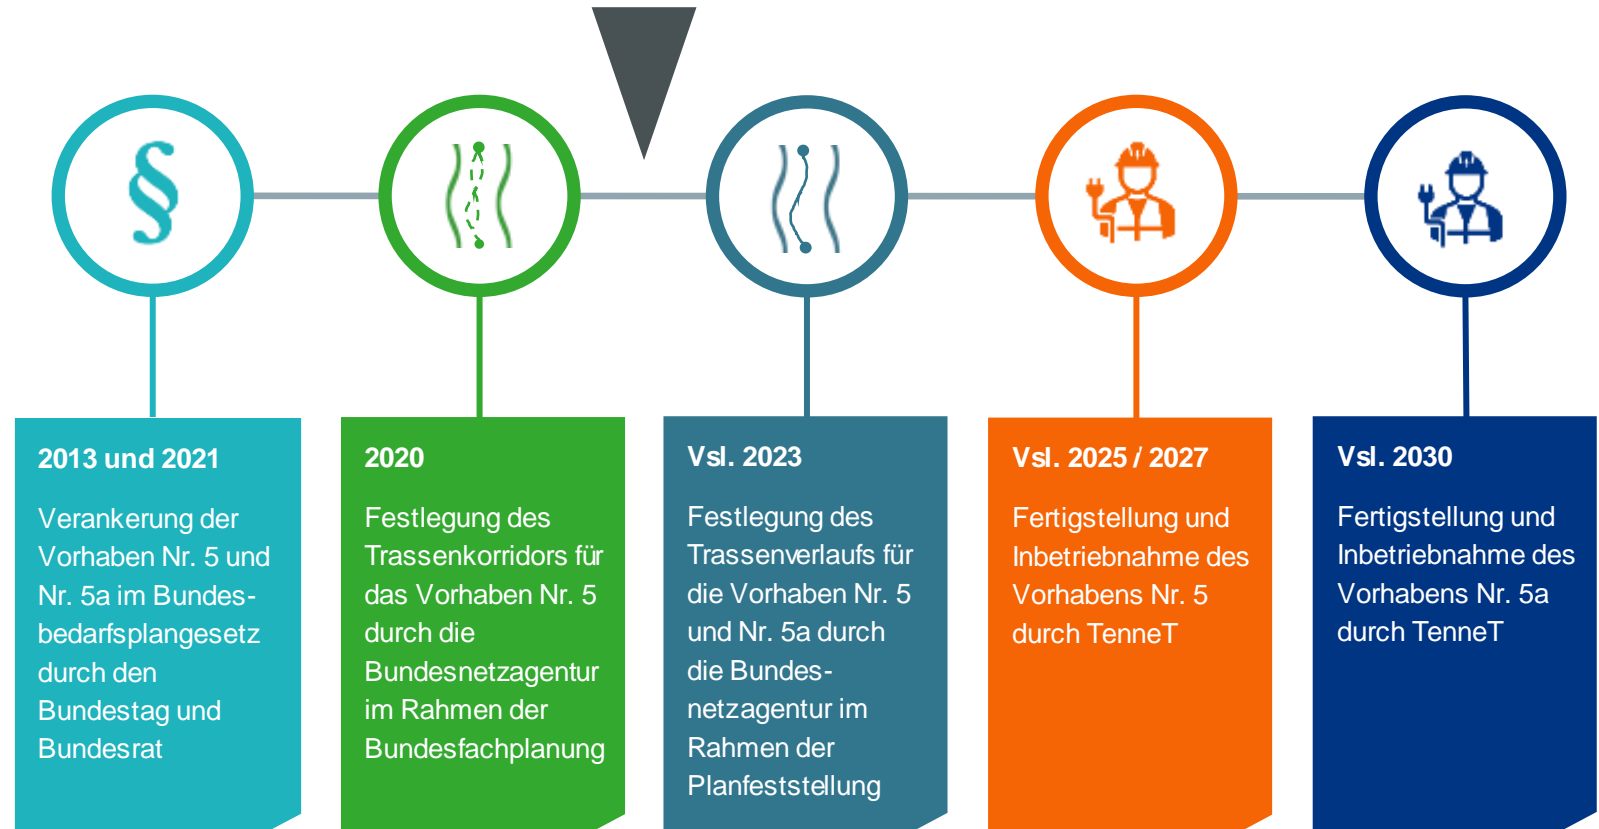 §
2013 und 2021
Verankerung der
Vorhaben Nr. 5 und
Nr. 5a im Bundes-
bedarfsplangesetz
durch den
Bundestag und
Bundesrat
2020
Festlegung des
Trassenkorridors für
das Vorhaben Nr. 5
durch die
Bundesnetzagentur
im Rahmen der
Bundesfachplanung
Vsl. 2023
Festlegung des
Trassenverlaufs für
die Vorhaben Nr. 5
und Nr. 5a durch
die Bundes-
netzagentur im
Rahmen der
Planfeststellung
Vsl. 2025 / 2027
Fertigstellung und
Inbetriebnahme des
Vorhabens Nr. 5
durch TenneT
Vsl. 2030
Fertigstellung und
Inbetriebnahme des
Vorhabens Nr. 5a
durch TenneT